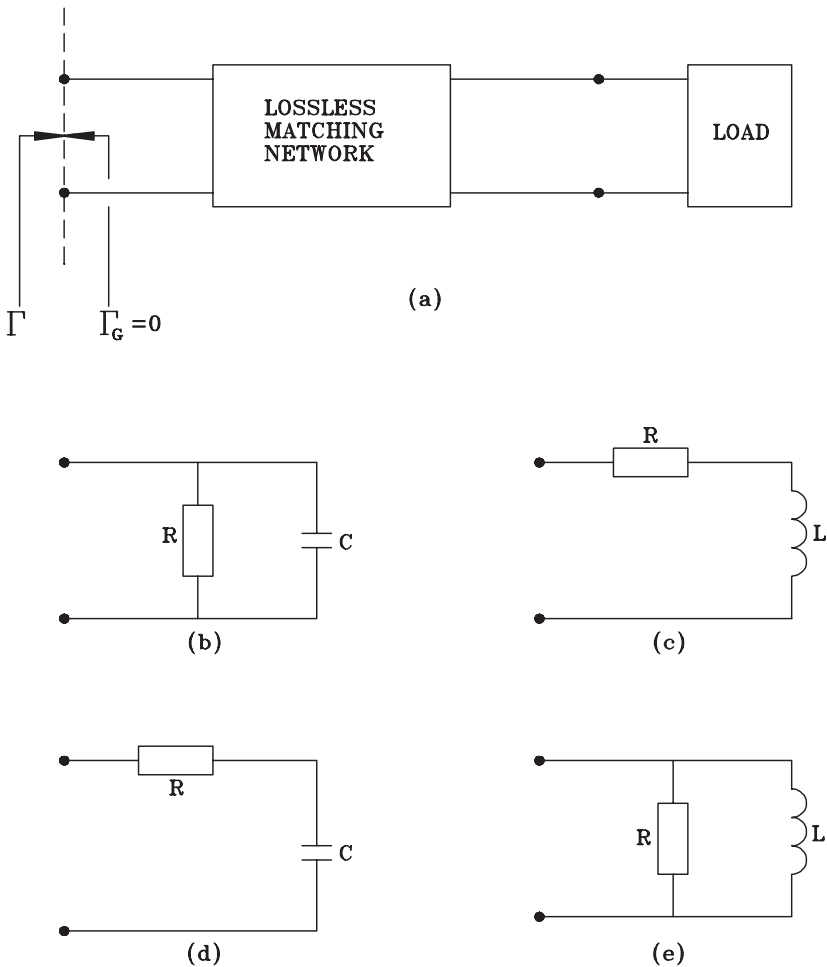 LOSSLESS
MATCHING
NETWORK
LOAD
Γ
Γ_G = 0
(a)
R
C
(b)
R
L
(c)
R
C
(d)
R
L
(e)